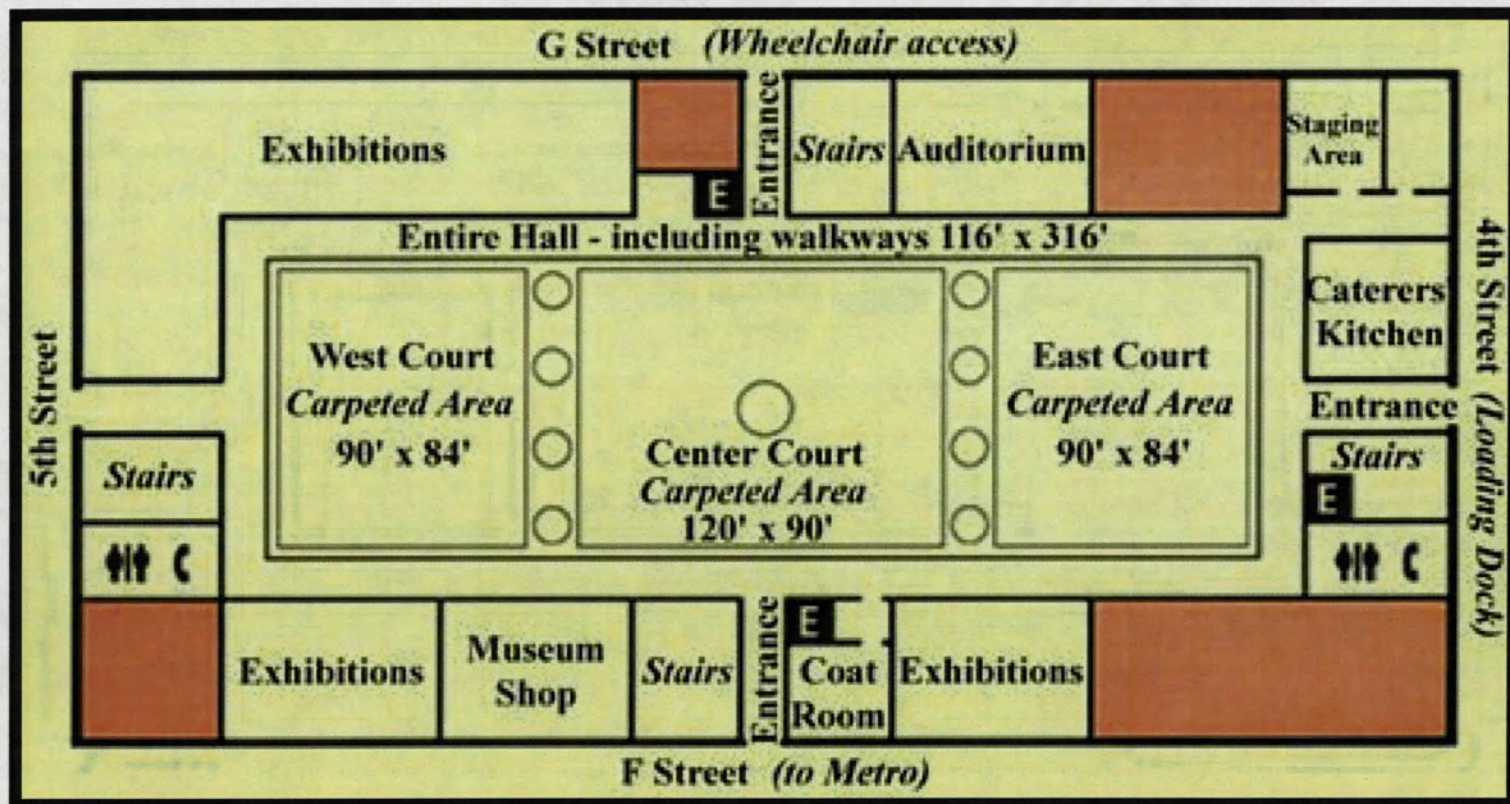 G Street (Wheelchair access)
Exhibitions
E
Entrance
Stairs
Auditorium
Staging
Area
Entire Hall - including walkways 116' x 316'
5th Street
West Court
Carpeted Area
90' x 84'
Center Court
Carpeted Area
120' x 90'
East Court
Carpeted Area
90' x 84'
Caterers
Kitchen
Entrance
4th Street (Loading Dock)
Stairs
Stairs
E
Exhibitions
Museum
Shop
Stairs
Entrance
E
Coat
Room
Exhibitions
F Street (to Metro)